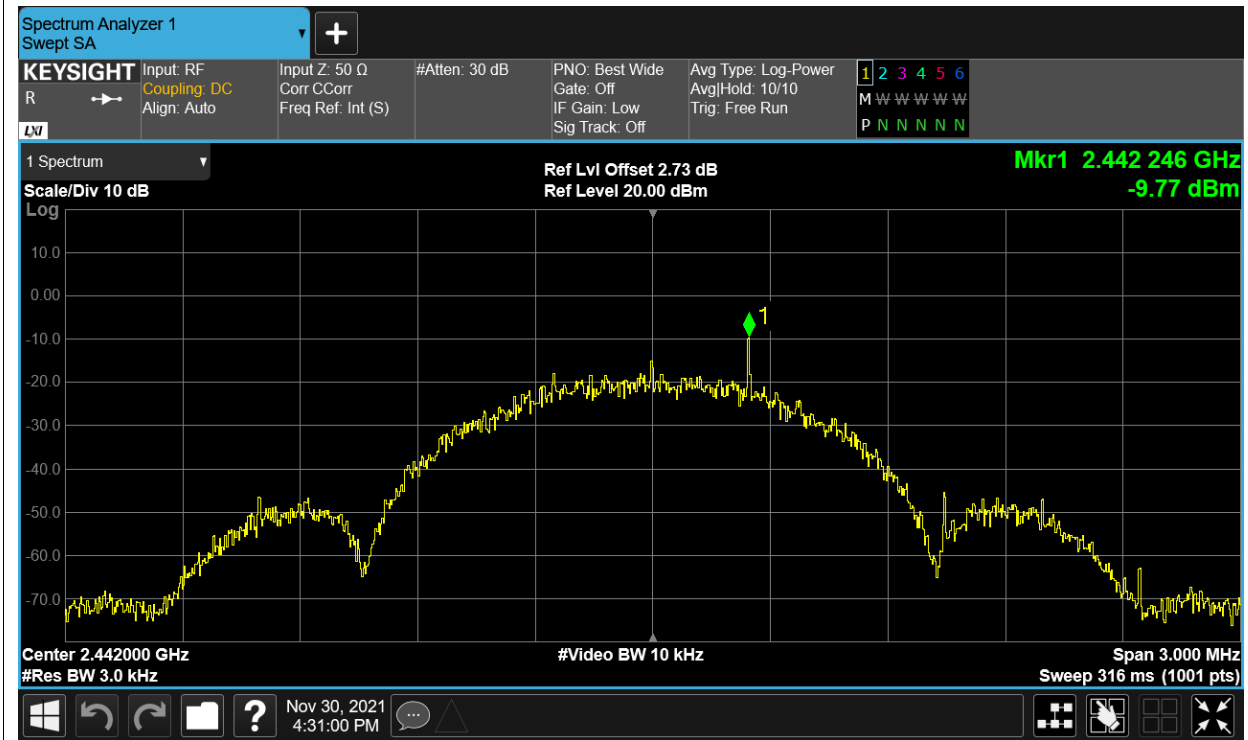 Spectrum Analyzer 1
Swept SA
KEYSIGHT
R
LXI
Input: RF
Coupling: DC
Align: Auto
Input Z: 50 Ω
Corr CCorr
Freq Ref: Int (S)
#Atten: 30 dB
PNO: Best Wide
Gate: Off
IF Gain: Low
Sig Track: Off
Avg Type: Log-Power
Avg|Hold: 10/10
Trig: Free Run
1 2 3 4 5 6
M W W W W W
P N N N N N
1 Spectrum
Scale/Div 10 dB
Log
Ref Lvl Offset 2.73 dB
Ref Level 20.00 dBm
Mkr1 2.442 246 GHz
-9.77 dBm
10.0
0.00
-10.0
-20.0
-30.0
-40.0
-50.0
-60.0
-70.0
1
Center 2.442000 GHz
#Res BW 3.0 kHz
#Video BW 10 kHz
Span 3.000 MHz
Sweep 316 ms (1001 pts)
?
Nov 30, 2021
4:31:00 PM